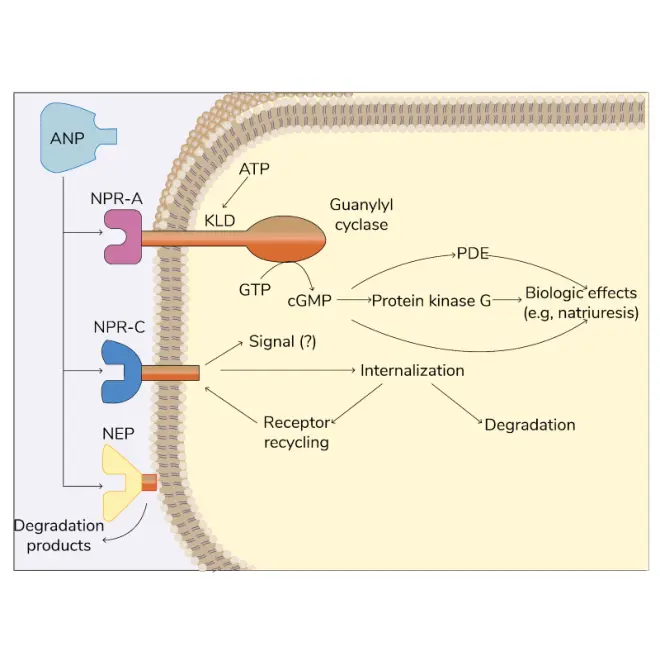 ANP
NPR-A
ATP
KLD
Guanylyl
cyclase
GTP
cGMP
PDE
Protein kinase G
Biologic effects
(e.g, natriuresis)
NPR-C
Signal (?)
Internalization
Receptor
recycling
Degradation
NEP
Degradation
products